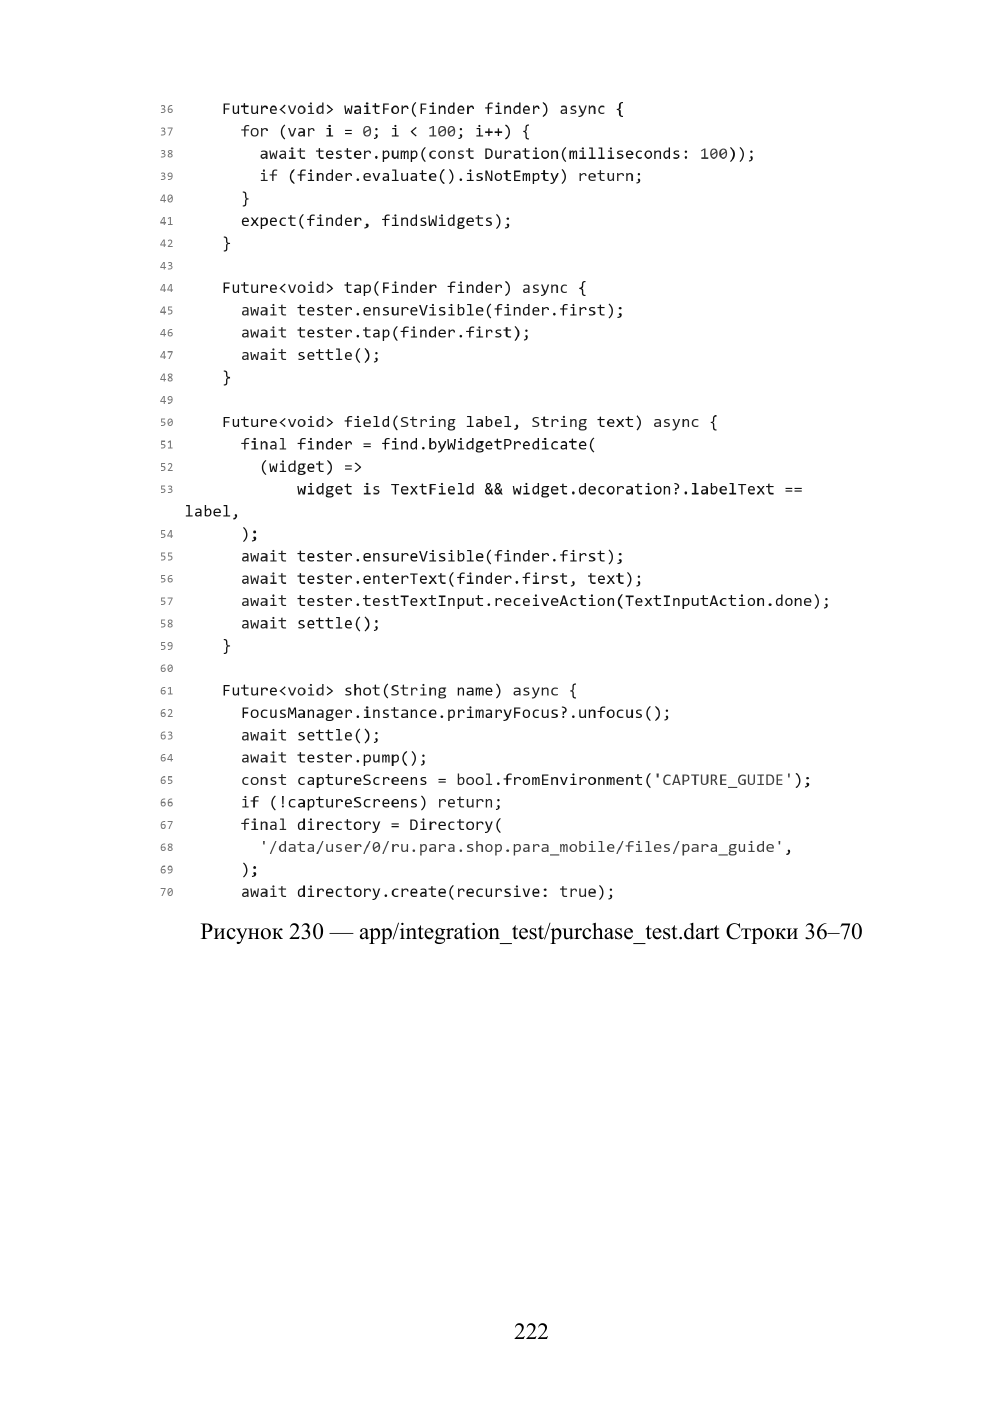 36 Future<void> waitFor(Finder finder) async {
37 for (var i = 0; i < 100; i++) {
38 await tester.pump(const Duration(milliseconds: 100));
39 if (finder.evaluate().isNotEmpty) return;
40 }
41 expect(finder, findsWidgets);
42 }
43
44 Future<void> tap(Finder finder) async {
45 await tester.ensureVisible(finder.first);
46 await tester.tap(finder.first);
47 await settle();
48 }
49
50 Future<void> field(String label, String text) async {
51 final finder = find.byWidgetPredicate(
52 (widget) =>
53 widget is TextField && widget.decoration?.labelText ==
label,
54 );
55 await tester.ensureVisible(finder.first);
56 await tester.enterText(finder.first, text);
57 await tester.testTextInput.receiveAction(TextInputAction.done);
58 await settle();
59 }
60
61 Future<void> shot(String name) async {
62 FocusManager.instance.primaryFocus?.unfocus();
63 await settle();
64 await tester.pump();
65 const captureScreens = bool.fromEnvironment('CAPTURE_GUIDE');
66 if (!captureScreens) return;
67 final directory = Directory(
68 '/data/user/0/ru.para.shop.para_mobile/files/para_guide',
69 );
70 await directory.create(recursive: true);
Рисунок 230 — app/integration_test/purchase_test.dart Строки 36–70
222